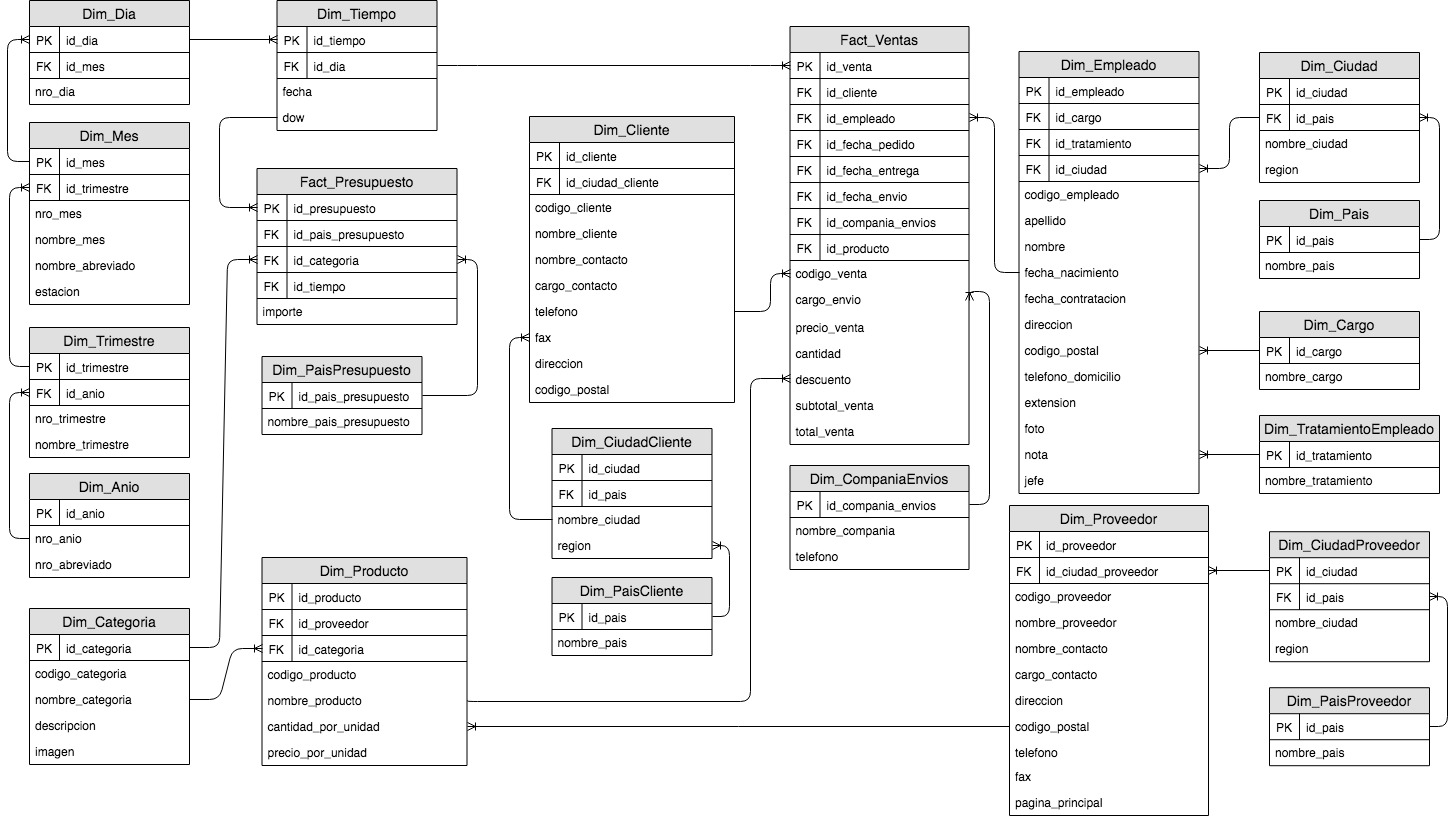 Dim_Dia
PK id_dia
FK id_mes
nro_dia
Dim_Mes
PK id_mes
FK id_trimestre
nro_mes
nombre_mes
nombre_abreviado
estacion
Dim_Trimestre
PK id_trimestre
FK id_anio
nro_trimestre
nombre_trimestre
Dim_Anio
PK id_anio
nro_anio
nro_abreviado
Dim_Categoria
PK id_categoria
codigo_categoria
nombre_categoria
descripcion
imagen
Dim_Tiempo
PK id_tiempo
FK id_dia
fecha
dow
Fact_Presupuesto
PK id_presupuesto
FK id_pais_presupuesto
FK id_categoria
FK id_tiempo
importe
Dim_PaisPresupuesto
PK id_pais_presupuesto
nombre_pais_presupuesto
Dim_Producto
PK id_producto
FK id_proveedor
FK id_categoria
codigo_producto
nombre_producto
cantidad_por_unidad
precio_por_unidad
Dim_Cliente
PK id_cliente
FK id_ciudad_cliente
codigo_cliente
nombre_cliente
nombre_contacto
cargo_contacto
telefono
fax
direccion
codigo_postal
Dim_CiudadCliente
PK id_ciudad
FK id_pais
nombre_ciudad
region
Dim_PaisCliente
PK id_pais
nombre_pais
Fact_Ventas
PK id_venta
FK id_cliente
FK id_empleado
FK id_fecha_pedido
FK id_fecha_entrega
FK id_fecha_envio
FK id_compania_envios
FK id_producto
codigo_venta
cargo_envio
precio_venta
cantidad
descuento
subtotal_venta
total_venta
Dim_CompaniaEnvios
PK id_compania_envios
nombre_compania
telefono
Dim_Empleado
PK id_empleado
FK id_cargo
FK id_tratamiento
FK id_ciudad
codigo_empleado
apellido
nombre
fecha_nacimiento
fecha_contratacion
direccion
codigo_postal
telefono_domicilio
extension
foto
nota
jefe
Dim_Proveedor
PK id_proveedor
FK id_ciudad_proveedor
codigo_proveedor
nombre_proveedor
nombre_contacto
cargo_contacto
direccion
codigo_postal
telefono
fax
pagina_principal
Dim_Ciudad
PK id_ciudad
FK id_pais
nombre_ciudad
region
Dim_Pais
PK id_pais
nombre_pais
Dim_Cargo
PK id_cargo
nombre_cargo
Dim_TratamientoEmpleado
PK id_tratamiento
nombre_tratamiento
Dim_CiudadProveedor
PK id_ciudad
FK id_pais
nombre_ciudad
region
Dim_PaisProveedor
PK id_pais
nombre_pais